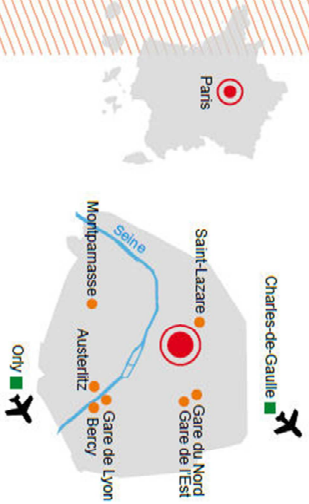 Paris
Charles-de-Gaulle
Saint-Lazare
Gare du Nord
Gare de l'Est
Seine
Montparnasse
Gare de Lyon
Austerlitz
Bercy
Orly